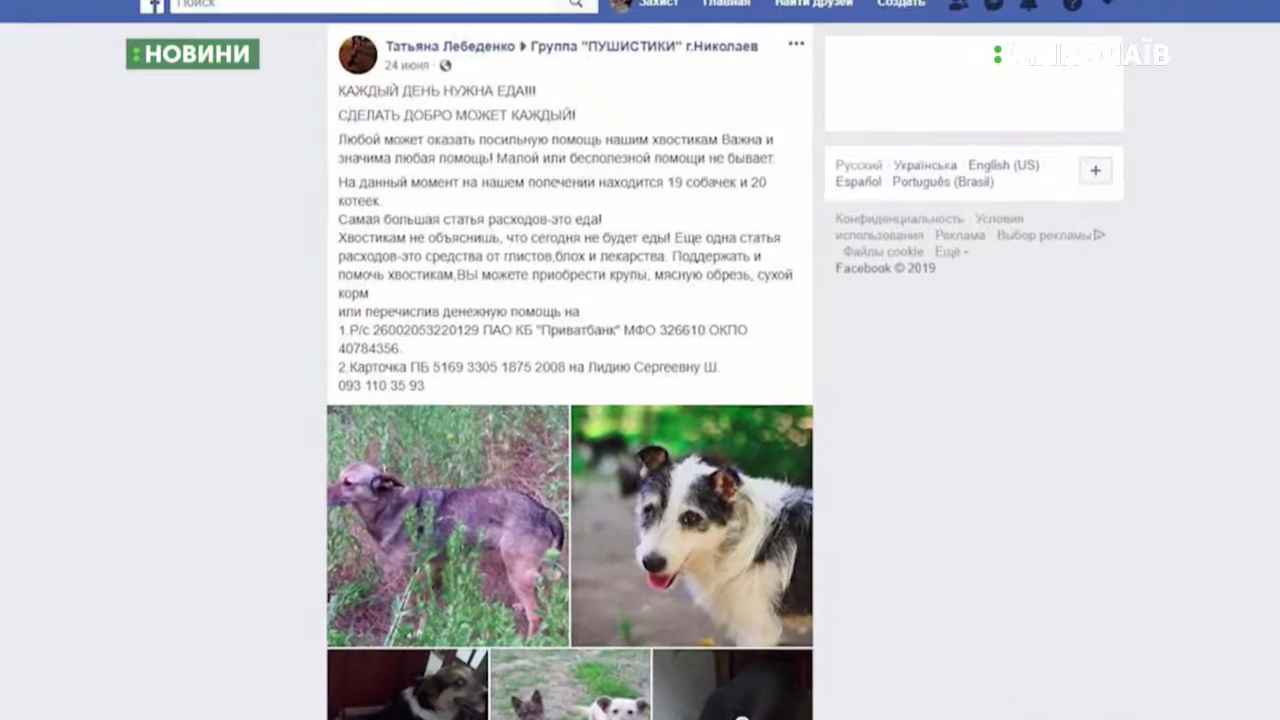 Поиск
Захист
Главная
Найти друзей
Создать
НОВИНИ
Татьяна Лебеденко
Группа "ПУШИСТИКИ" г.Николаев
24 июня
КАЖДЫЙ ДЕНЬ НУЖНА ЕДА!!!
СДЕЛАТЬ ДОБРО МОЖЕТ КАЖДЫЙ!
Любой может оказать посильную помощь нашим хвостикам Важна и
значима любая помощь! Малой или бесполезной помощи не бывает.
На данный момент на нашем попечении находится 19 собачек и 20
котеек.
Самая большая статья расходов-это еда!
Хвостикам не объяснишь, что сегодня не будет еды! Еще одна статья
расходов-это средства от глистов,блох и лекарства. Поддержать и
помочь хвостикам,ВЫ можете приобрести крупы, мясную обрезь, сухой
корм
или перечислив денежную помощь на
1.Р/с 26002053220129 ПАО КБ "Приватбанк" МФО 326610 ОКПО
40784356.
2.Карточка ПБ 5169 3305 1875 2008 на Лидию Сергеевну Ш.
093 110 35 93
Русский · Українська · English (US) ·
Español · Português (Brasil)
Конфиденциальность · Условия
использования · Реклама · Выбор рекламы
· Файлы cookie · Ещё
Facebook © 2019